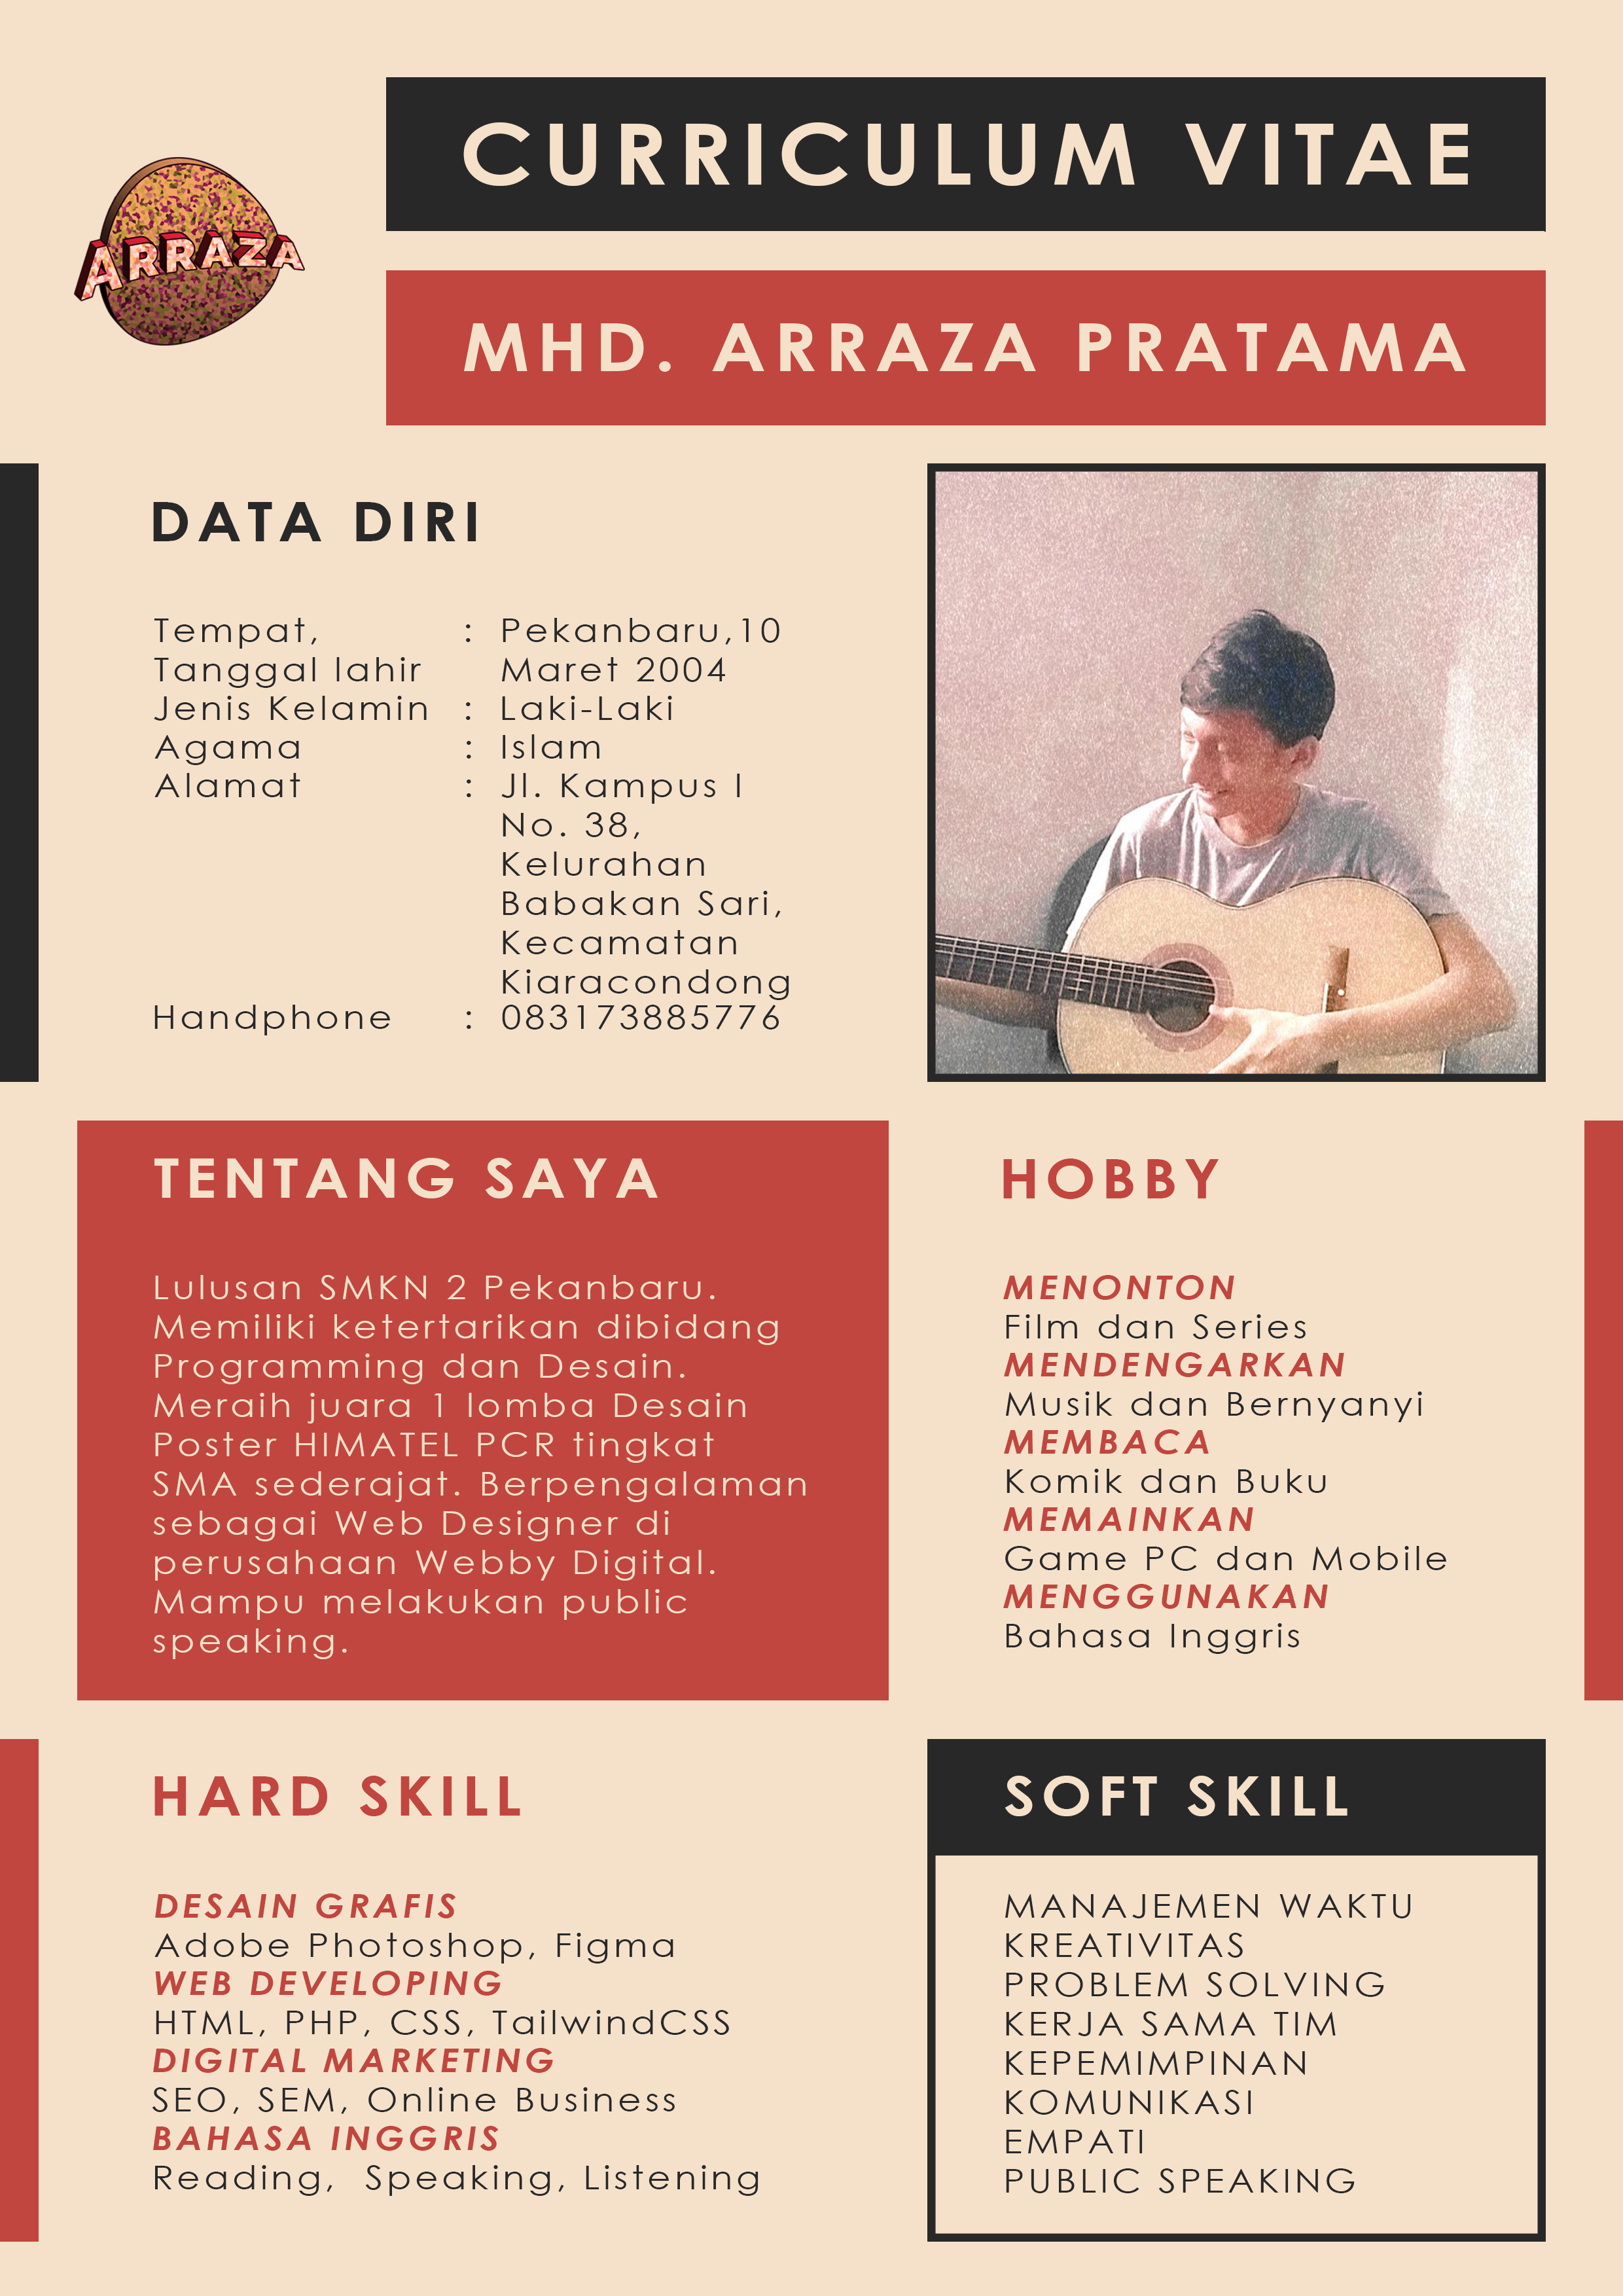 CURRICULUM VITAE
ARRAZA
MHD. ARRAZA PRATAMA
DATA DIRI
Tempat, : Pekanbaru,10
Tanggal lahir Maret 2004
Jenis Kelamin : Laki-Laki
Agama : Islam
Alamat : Jl. Kampus I
No. 38,
Kelurahan
Babakan Sari,
Kecamatan
Kiaracondong
Handphone : 083173885776
TENTANG SAYA
Lulusan SMKN 2 Pekanbaru.
Memiliki ketertarikan dibidang
Programming dan Desain.
Meraih juara 1 lomba Desain
Poster HIMATEL PCR tingkat
SMA sederajat. Berpengalaman
sebagai Web Designer di
perusahaan Webby Digital.
Mampu melakukan public
speaking.
HOBBY
MENONTON
Film dan Series
MENDENGARKAN
Musik dan Bernyanyi
MEMBACA
Komik dan Buku
MEMAINKAN
Game PC dan Mobile
MENGGUNAKAN
Bahasa Inggris
HARD SKILL
DESAIN GRAFIS
Adobe Photoshop, Figma
WEB DEVELOPING
HTML, PHP, CSS, TailwindCSS
DIGITAL MARKETING
SEO, SEM, Online Business
BAHASA INGGRIS
Reading, Speaking, Listening
SOFT SKILL
MANAJEMEN WAKTU
KREATIVITAS
PROBLEM SOLVING
KERJA SAMA TIM
KEPEMIMPINAN
KOMUNIKASI
EMPATI
PUBLIC SPEAKING